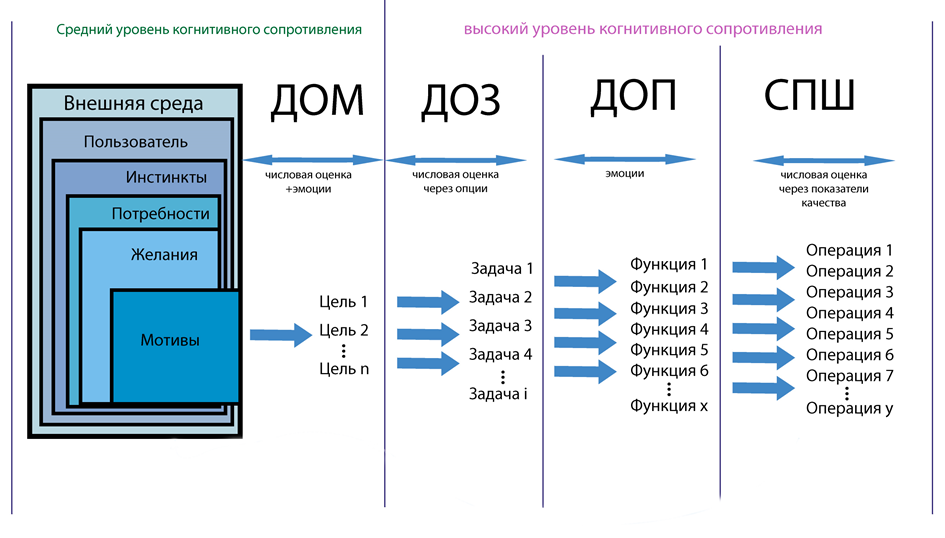 Средний уровень когнитивного сопротивления
высокий уровень когнитивного сопротивления
Внешняя среда
Пользователь
Инстинкты
Потребности
Желания
Мотивы
ДОМ
числовая оценка
+эмоции
Цель 1
Цель 2
Цель n
ДОЗ
числовая оценка
через опции
Задача 1
Задача 2
Задача 3
Задача 4
Задача i
ДОП
эмоции
Функция 1
Функция 2
Функция 3
Функция 4
Функция 5
Функция 6
Функция x
СПШ
числовая оценка
через показатели
качества
Операция 1
Операция 2
Операция 3
Операция 4
Операция 5
Операция 6
Операция 7
Операция y